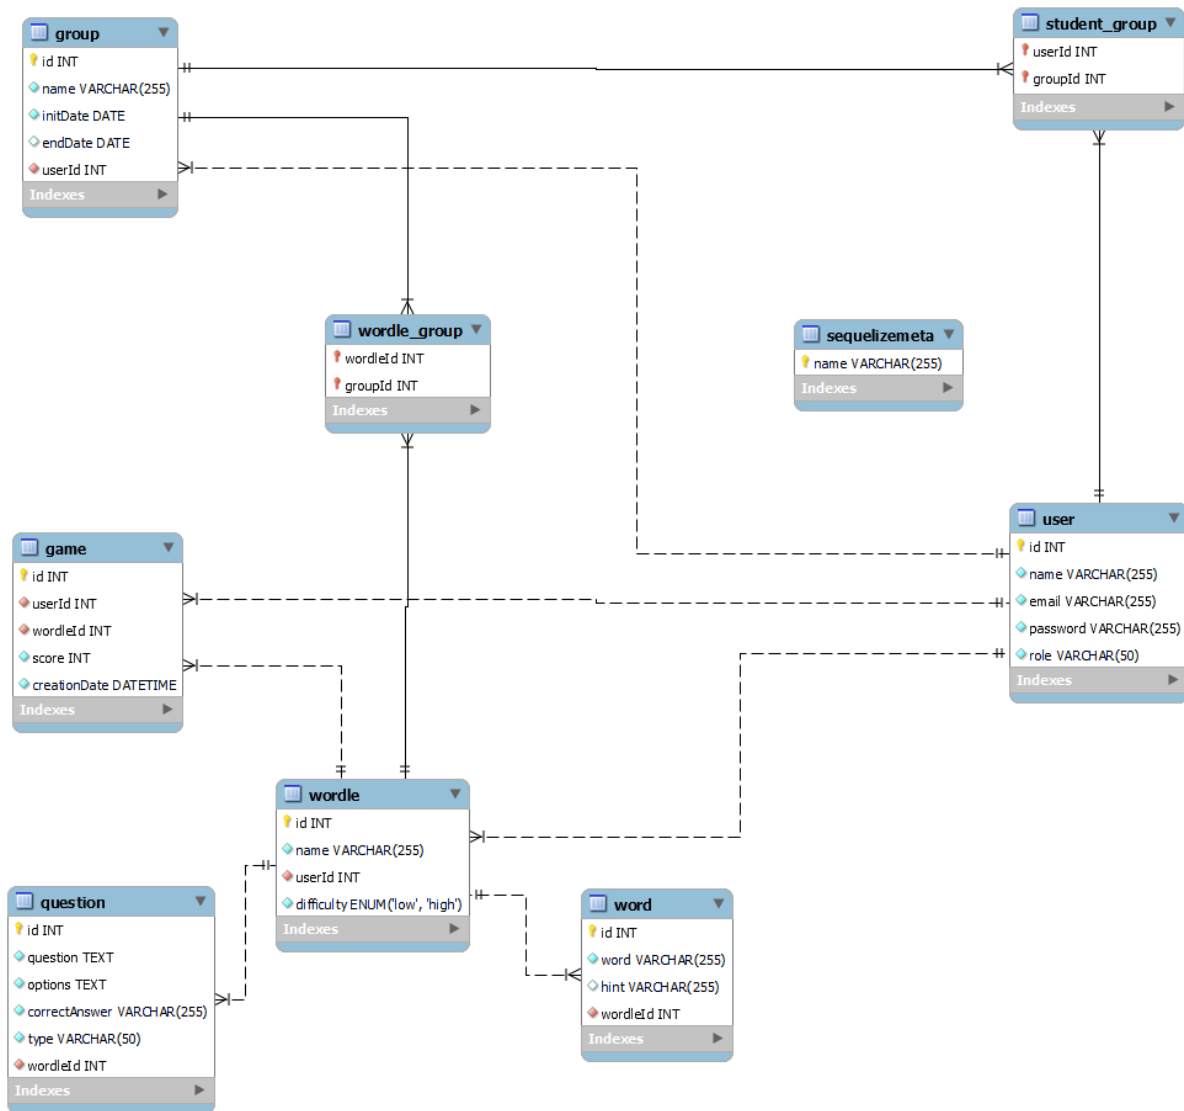 group
id INT
name VARCHAR(255)
initDate DATE
endDate DATE
userId INT
Indexes
student_group
userId INT
groupId INT
Indexes
wordle_group
wordleId INT
groupId INT
Indexes
sequelizemeta
name VARCHAR(255)
Indexes
user
id INT
name VARCHAR(255)
email VARCHAR(255)
password VARCHAR(255)
role VARCHAR(50)
Indexes
game
id INT
userId INT
wordleId INT
score INT
creationDate DATETIME
Indexes
wordle
id INT
name VARCHAR(255)
userId INT
difficulty ENUM('low', 'high')
Indexes
question
id INT
question TEXT
options TEXT
correctAnswer VARCHAR(255)
type VARCHAR(50)
wordleId INT
Indexes
word
id INT
word VARCHAR(255)
hint VARCHAR(255)
wordleId INT
Indexes